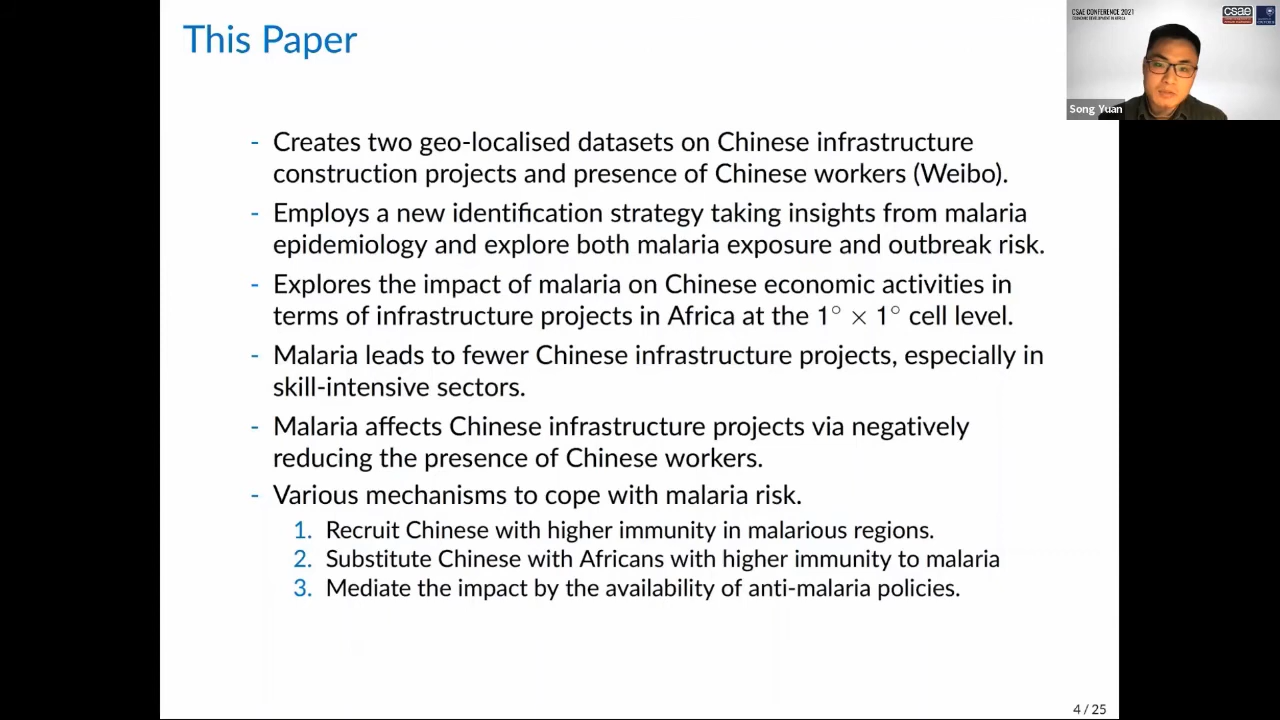 This Paper
- Creates two geo-localised datasets on Chinese infrastructure
construction projects and presence of Chinese workers (Weibo).
- Employs a new identification strategy taking insights from malaria
epidemiology and explore both malaria exposure and outbreak risk.
- Explores the impact of malaria on Chinese economic activities in
terms of infrastructure projects in Africa at the 1° × 1° cell level.
- Malaria leads to fewer Chinese infrastructure projects, especially in
skill-intensive sectors.
- Malaria affects Chinese infrastructure projects via negatively
reducing the presence of Chinese workers.
- Various mechanisms to cope with malaria risk.
1. Recruit Chinese with higher immunity in malarious regions.
2. Substitute Chinese with Africans with higher immunity to malaria
3. Mediate the impact by the availability of anti-malaria policies.
4 / 25
CSAE CONFERENCE 2021
ECONOMIC DEVELOPMENT IN AFRICA
csae
Song Yuan